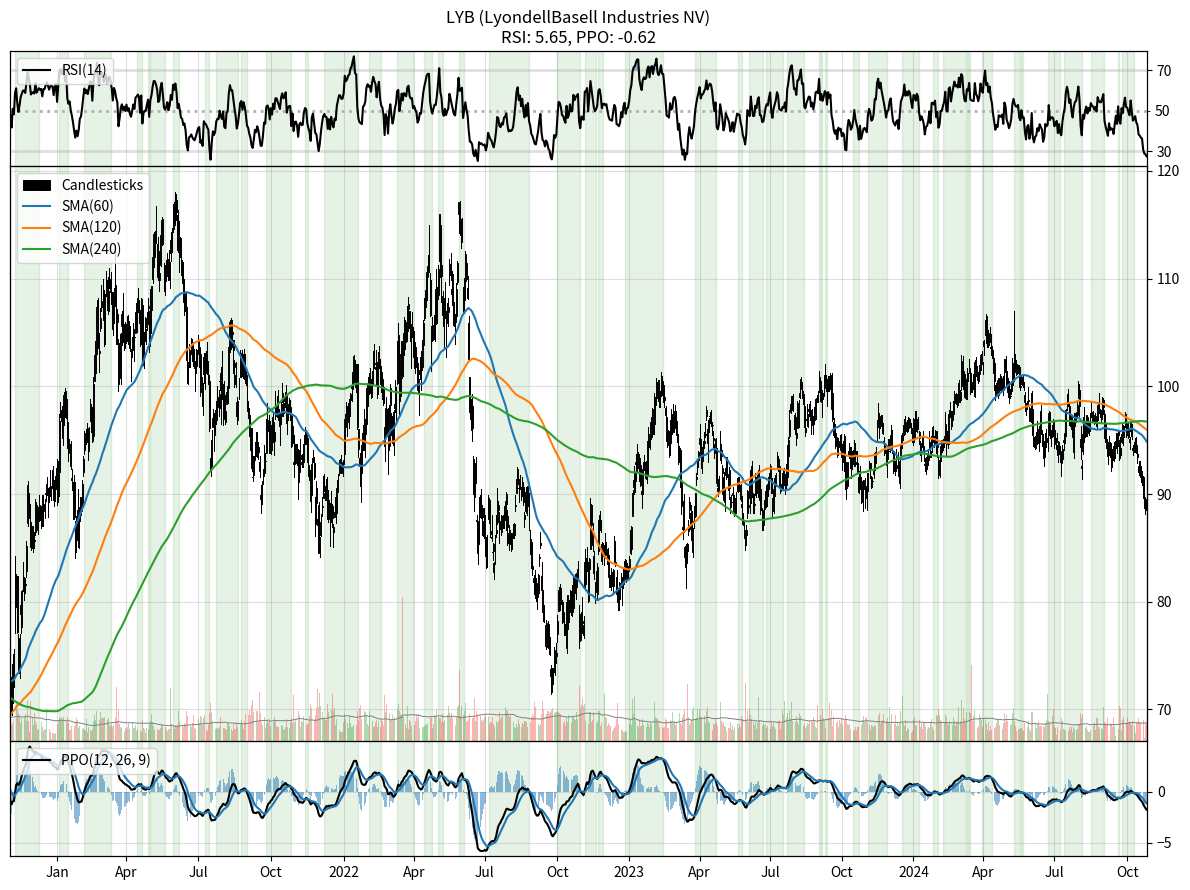 LYB (LyondellBasell Industries NV)
RSI: 5.65, PPO: -0.62
RSI(14)
70
50
30
Candlesticks
SMA(60)
SMA(120)
SMA(240)
120
110
100
90
80
70
PPO(12, 26, 9)
0
−5
Jan Apr Jul Oct 2022 Apr Jul Oct 2023 Apr Jul Oct 2024 Apr Jul Oct